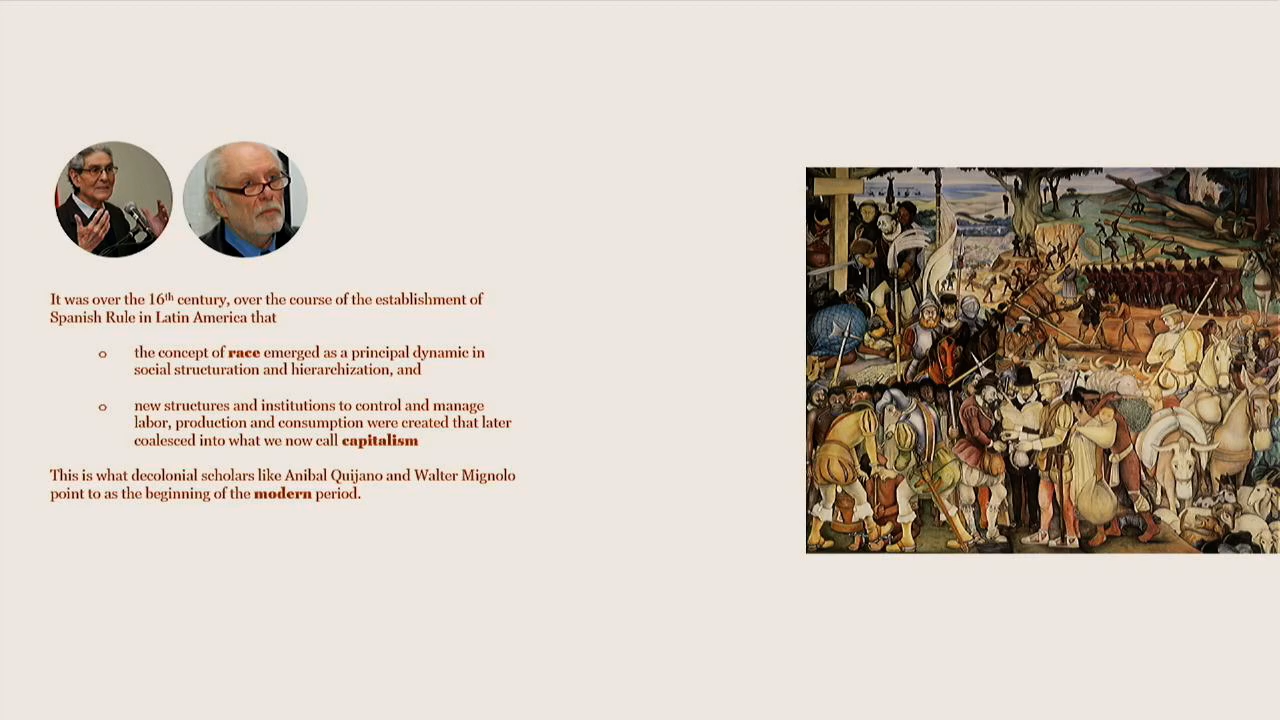 It was over the 16th century, over the course of the establishment of
Spanish Rule in Latin America that
o the concept of race emerged as a principal dynamic in
social structuration and hierarchization, and
o new structures and institutions to control and manage
labor, production and consumption were created that later
coalesced into what we now call capitalism
This is what decolonial scholars like Anibal Quijano and Walter Mignolo
point to as the beginning of the modern period.